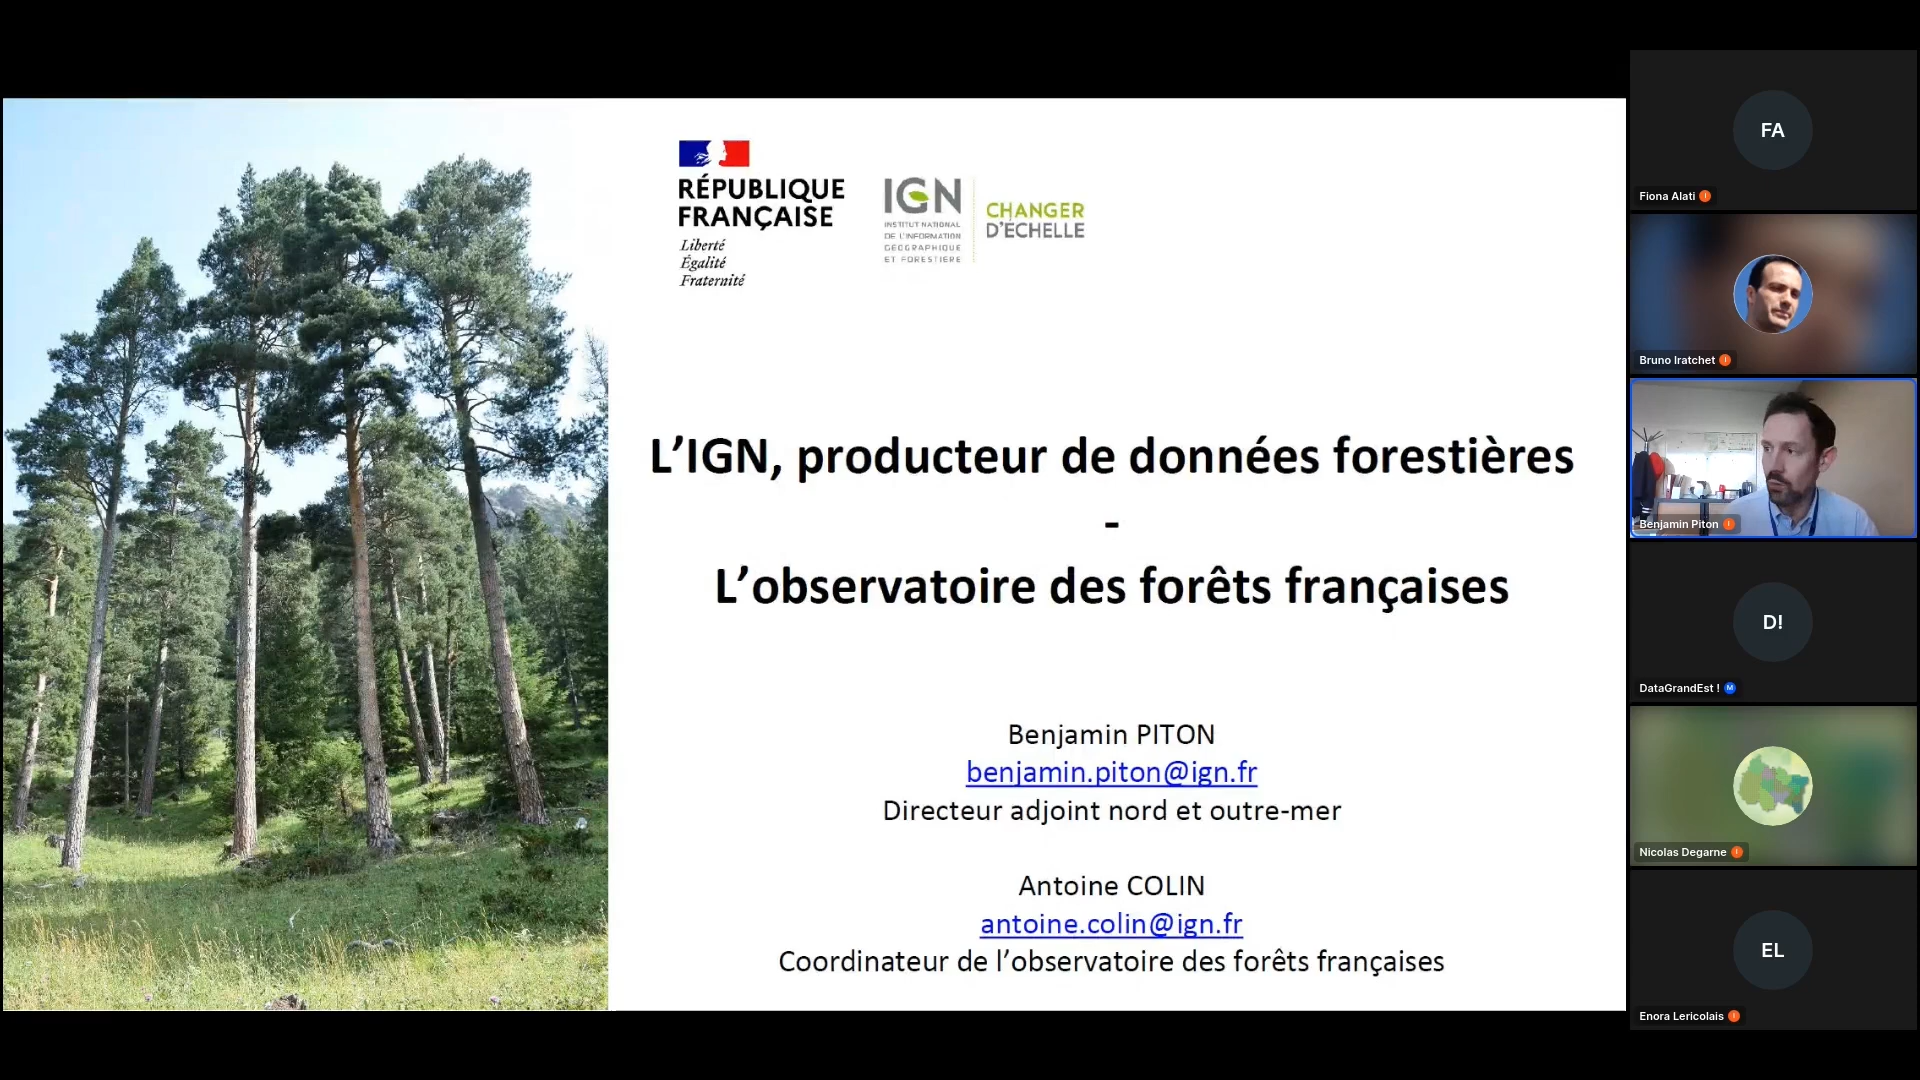 RÉPUBLIQUE
FRANÇAISE
Liberté
Égalité
Fraternité
IGN
INSTITUT NATIONAL
DE L'INFORMATION
GÉOGRAPHIQUE
ET FORESTIÈRE
CHANGER
D'ÉCHELLE
L’IGN, producteur de données forestières
-
L’observatoire des forêts françaises
Benjamin PITON
benjamin.piton@ign.fr
Directeur adjoint nord et outre-mer
Antoine COLIN
antoine.colin@ign.fr
Coordinateur de l’observatoire des forêts françaises
FA
Fiona Alati
Bruno Iratchet
Benjamin Piton
D!
DataGrandEst ! M
Nicolas Degarne
EL
Enora Lericolais